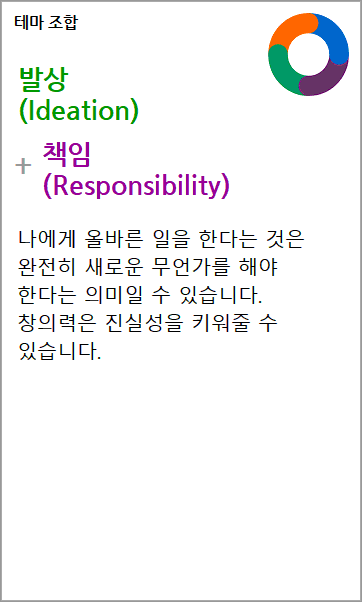 테마 조합
발상
(Ideation)
+ 책임
(Responsibility)
나에게 올바른 일을 한다는 것은
완전히 새로운 무언가를 해야
한다는 의미일 수 있습니다.
창의력은 진실성을 키워줄 수
있습니다.